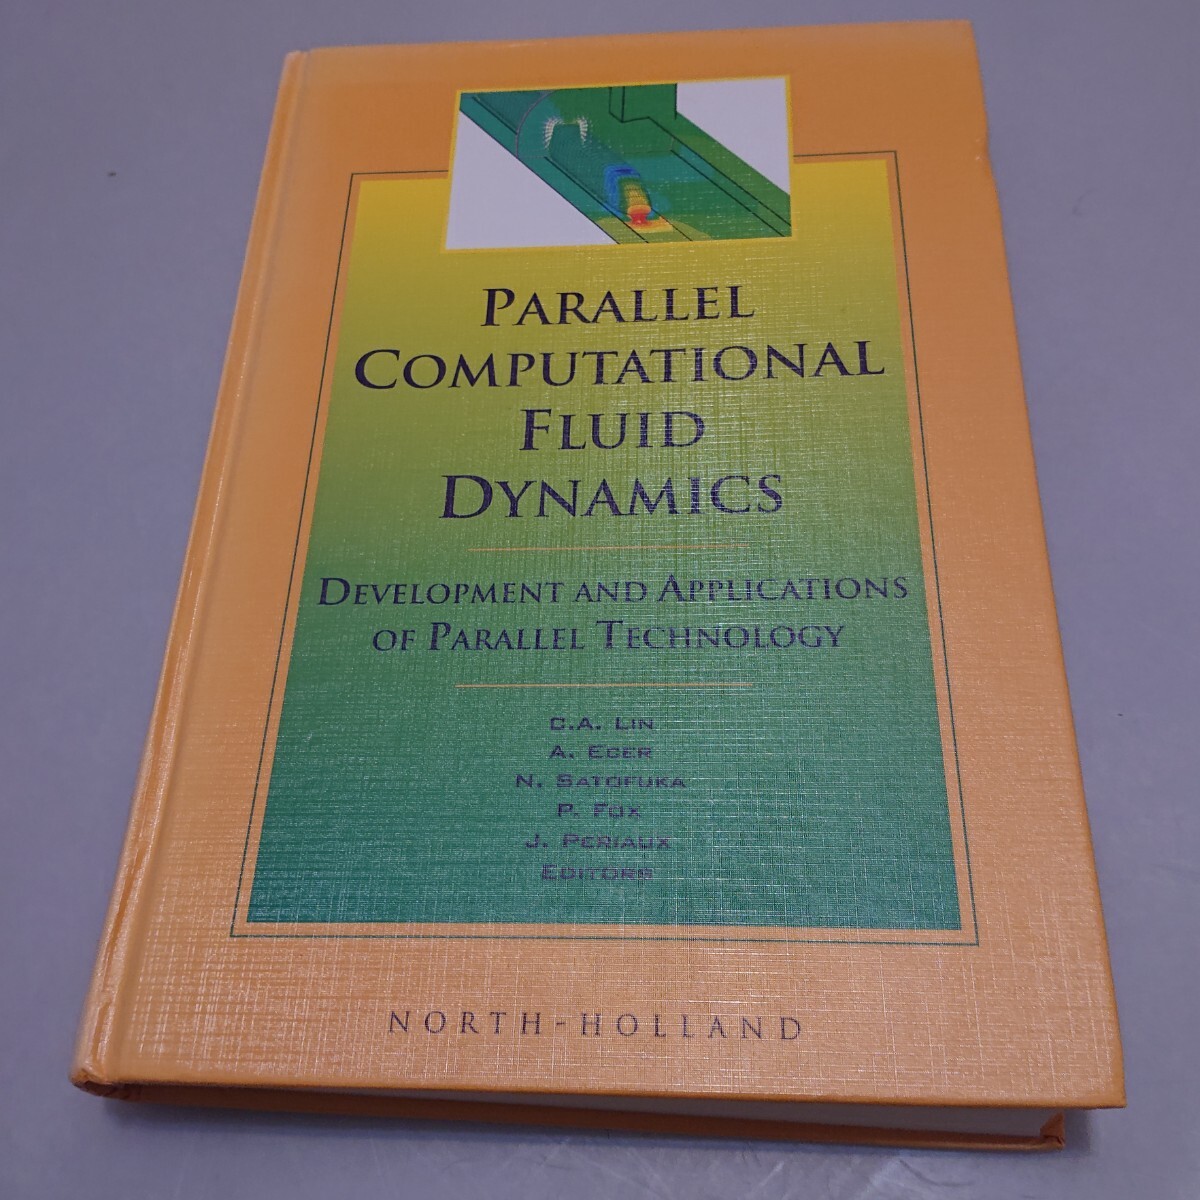 PARALLEL
COMPUTATIONAL
FLUID
DYNAMICS
DEVELOPMENT AND APPLICATIONS
OF PARALLEL TECHNOLOGY
C.A. LIN
A. ECER
N. SATOFUKA
P. FOX
J. PERIAUX
EDITORS
NORTH-HOLLAND